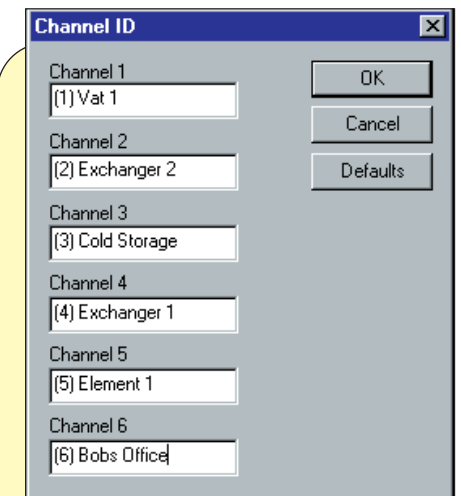 Channel ID
Channel 1
(1) Vat 1
OK
Channel 2
Cancel
(2) Exchanger 2
Defaults
Channel 3
(3) Cold Storage
Channel 4
(4) Exchanger 1
Channel 5
(5) Element 1
Channel 6
(6) Bobs Office